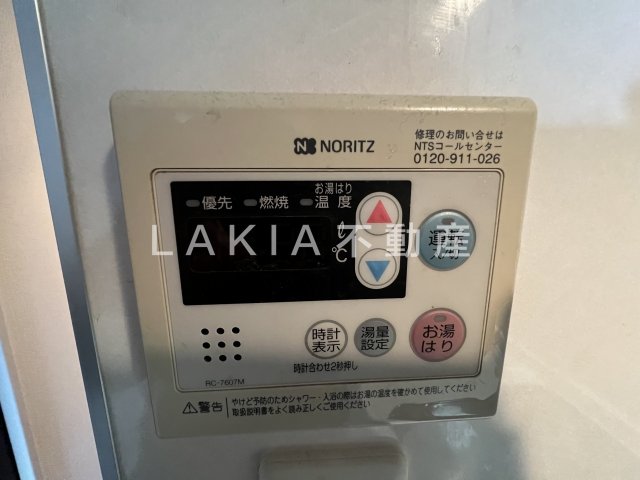 NORITZ
修理のお問い合せは
NTSコールセンター
0120-911-026
お湯はり
優先 燃焼 温度
℃
LAKIA不動産
運転
入/切
時計
表示
湯量
設定
お湯
はり
時計合わせ2秒押し
RC-7607M
警告
やけど予防のためシャワー・入浴の際はお湯の温度を確かめて使用してください
取扱説明書をよく読み正しくご使用ください